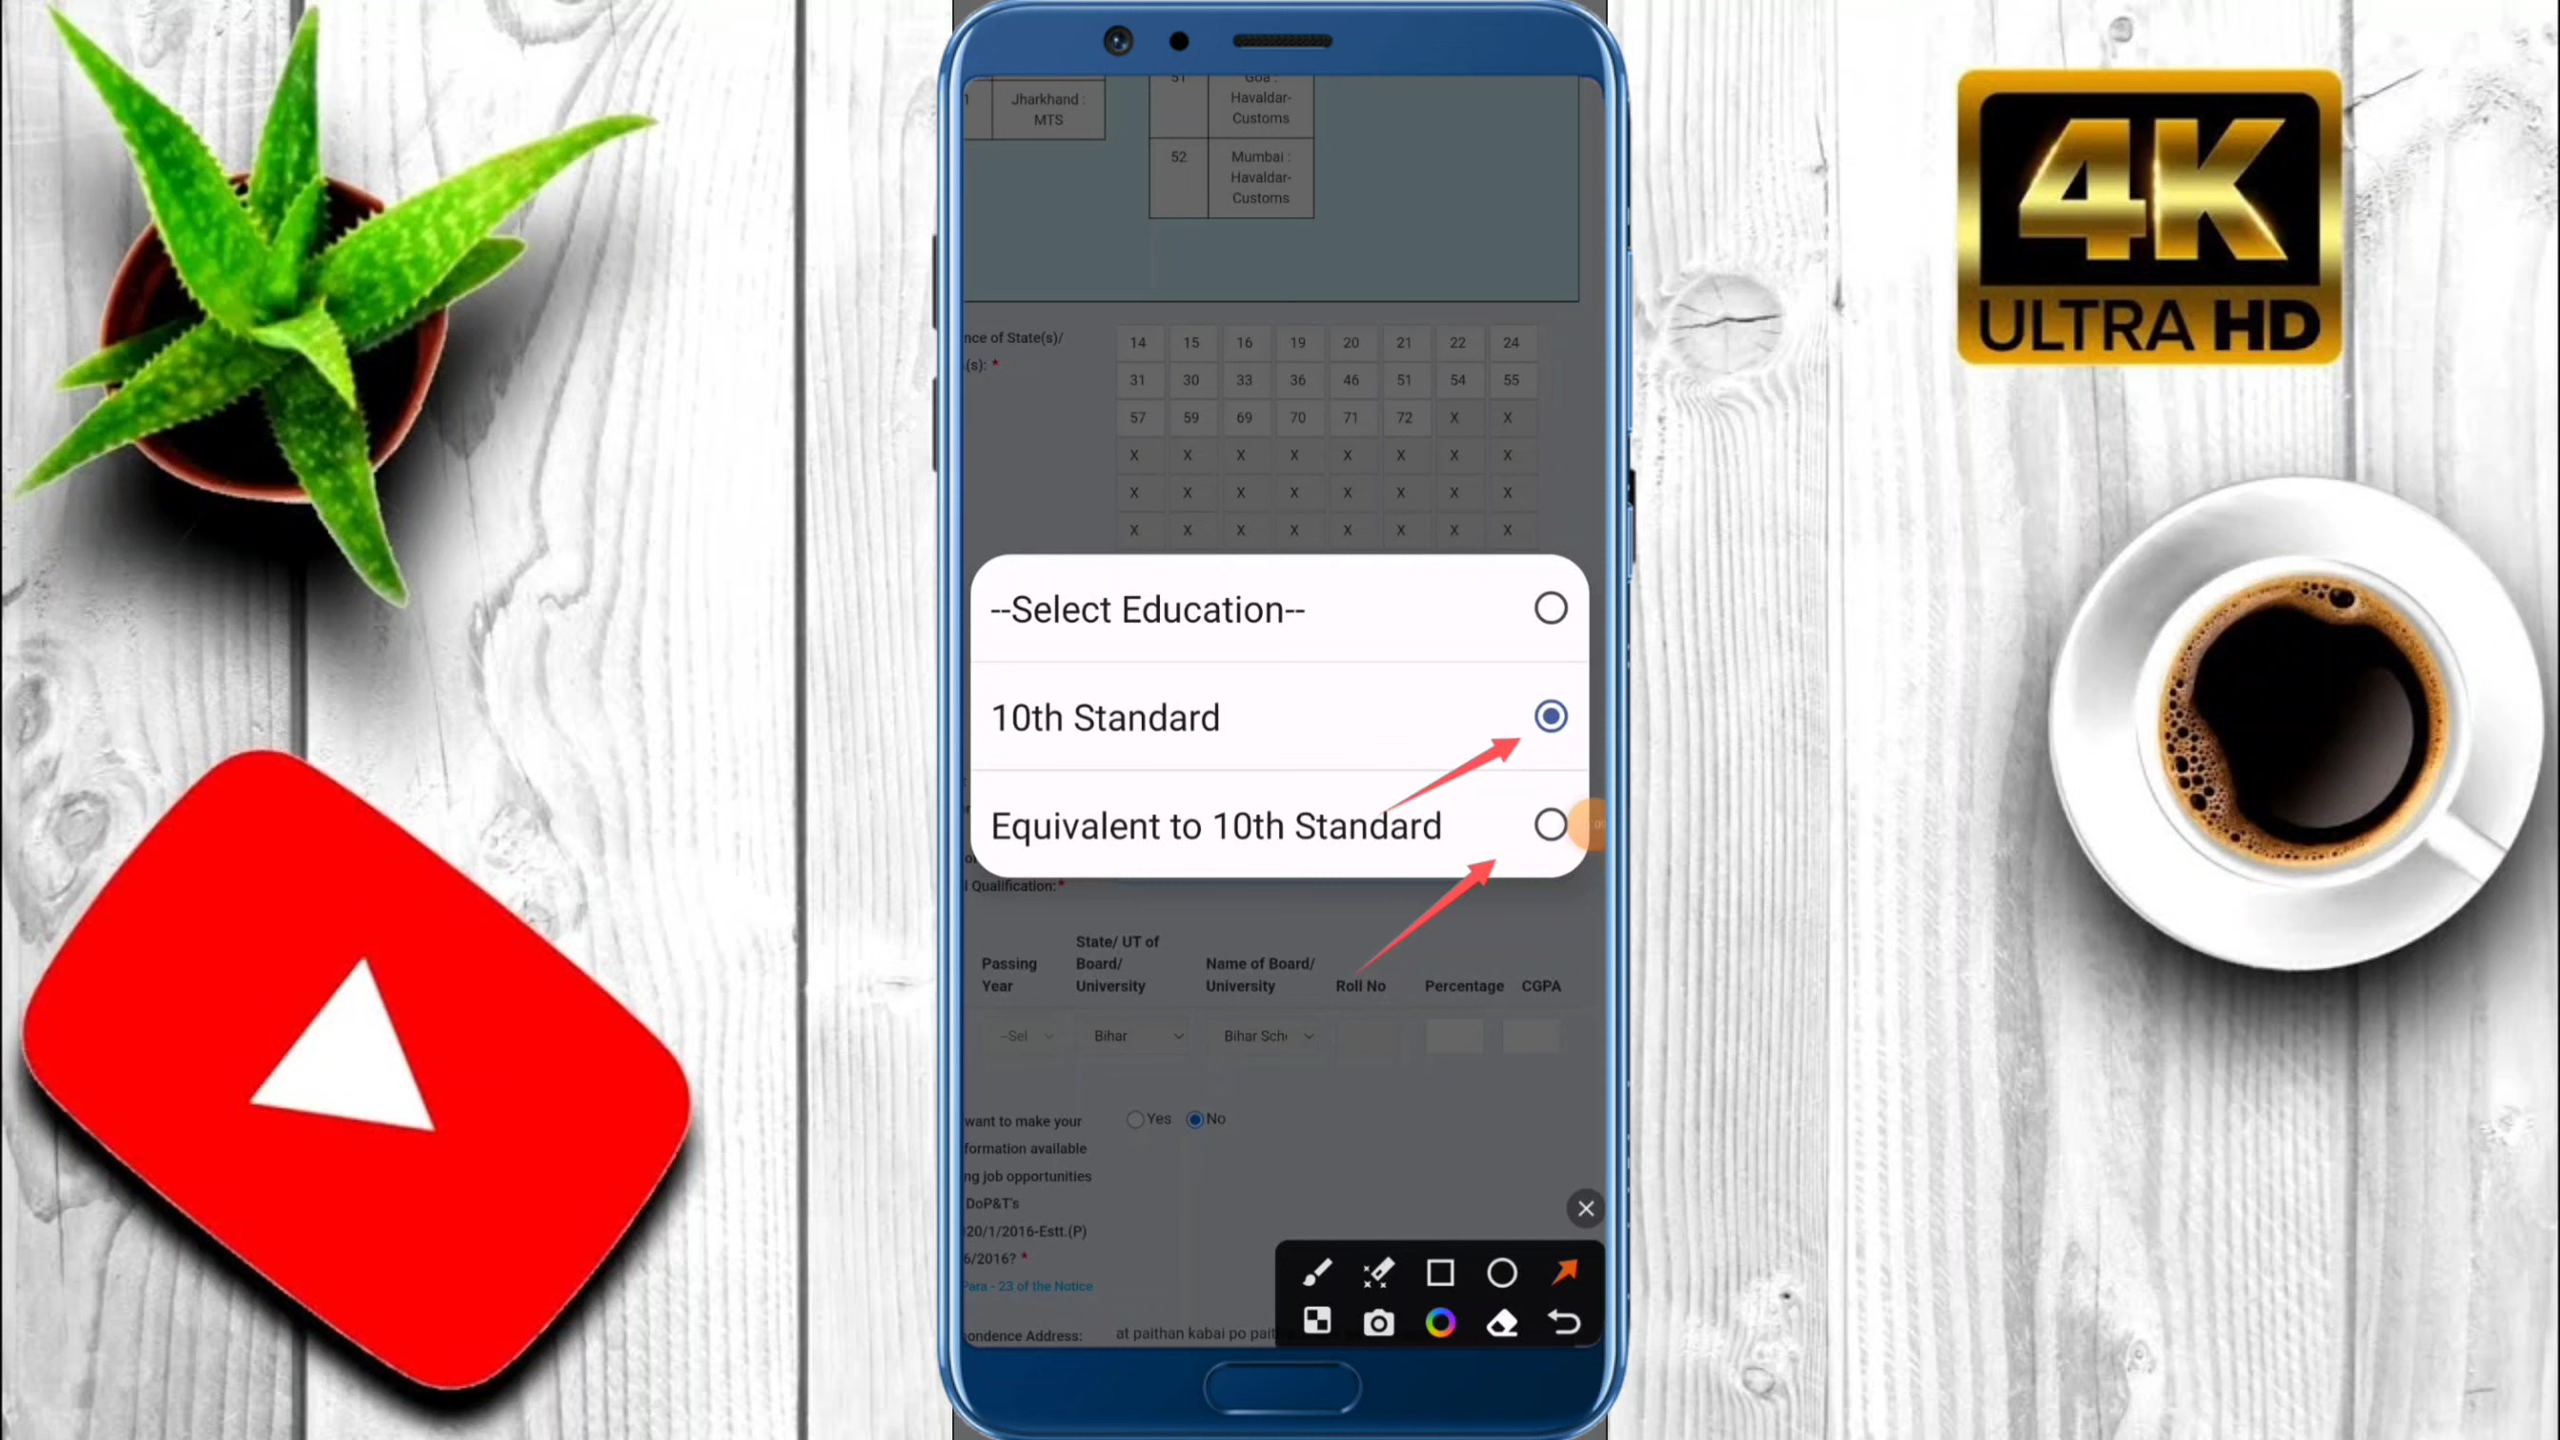 4K
ULTRA HD
51
Goa :
Havaldar-
Customs
1
Jharkhand :
MTS
52
Mumbai :
Havaldar-
Customs
nce of State(s)/
(s): *
14 15 16 19 20 21 22 24
31 30 33 36 46 51 54 55
57 59 69 70 71 72 X X
X X X X X X X X
X X X X X X X X
X X X X X X X X
--Select Education--
10th Standard
Equivalent to 10th Standard
l Qualification:*
Passing
Year
State/ UT of
Board/
University
Name of Board/
University
Roll No
Percentage
CGPA
--Sel
Bihar
Bihar Sch
want to make your
Yes No
formation available
ng job opportunities
DoP&T's
20/1/2016-Estt.(P)
6/2016? *
Para - 23 of the Notice
ondence Address:
at paithan kabai po pait